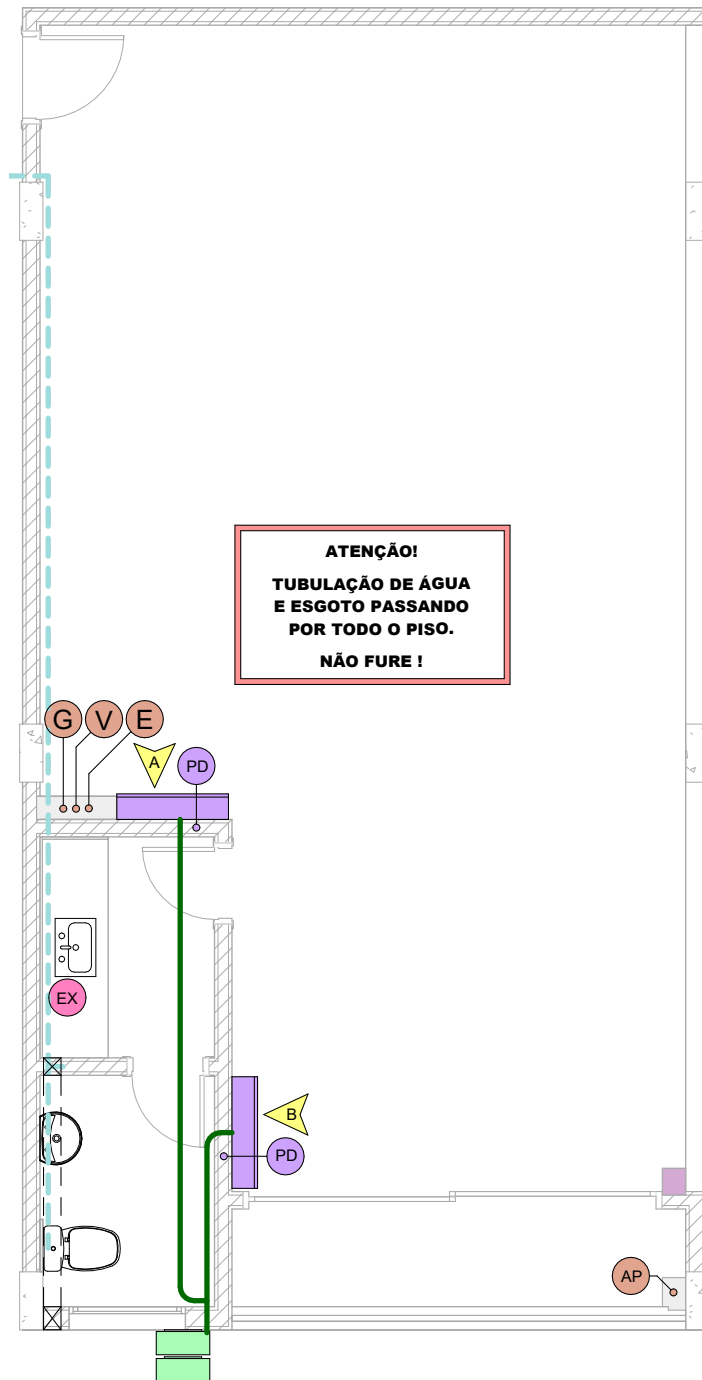 ATENÇÃO!
TUBULAÇÃO DE ÁGUA
E ESGOTO PASSANDO
POR TODO O PISO.
NÃO FURE !
G V E
A
PD
EX
B
PD
AP